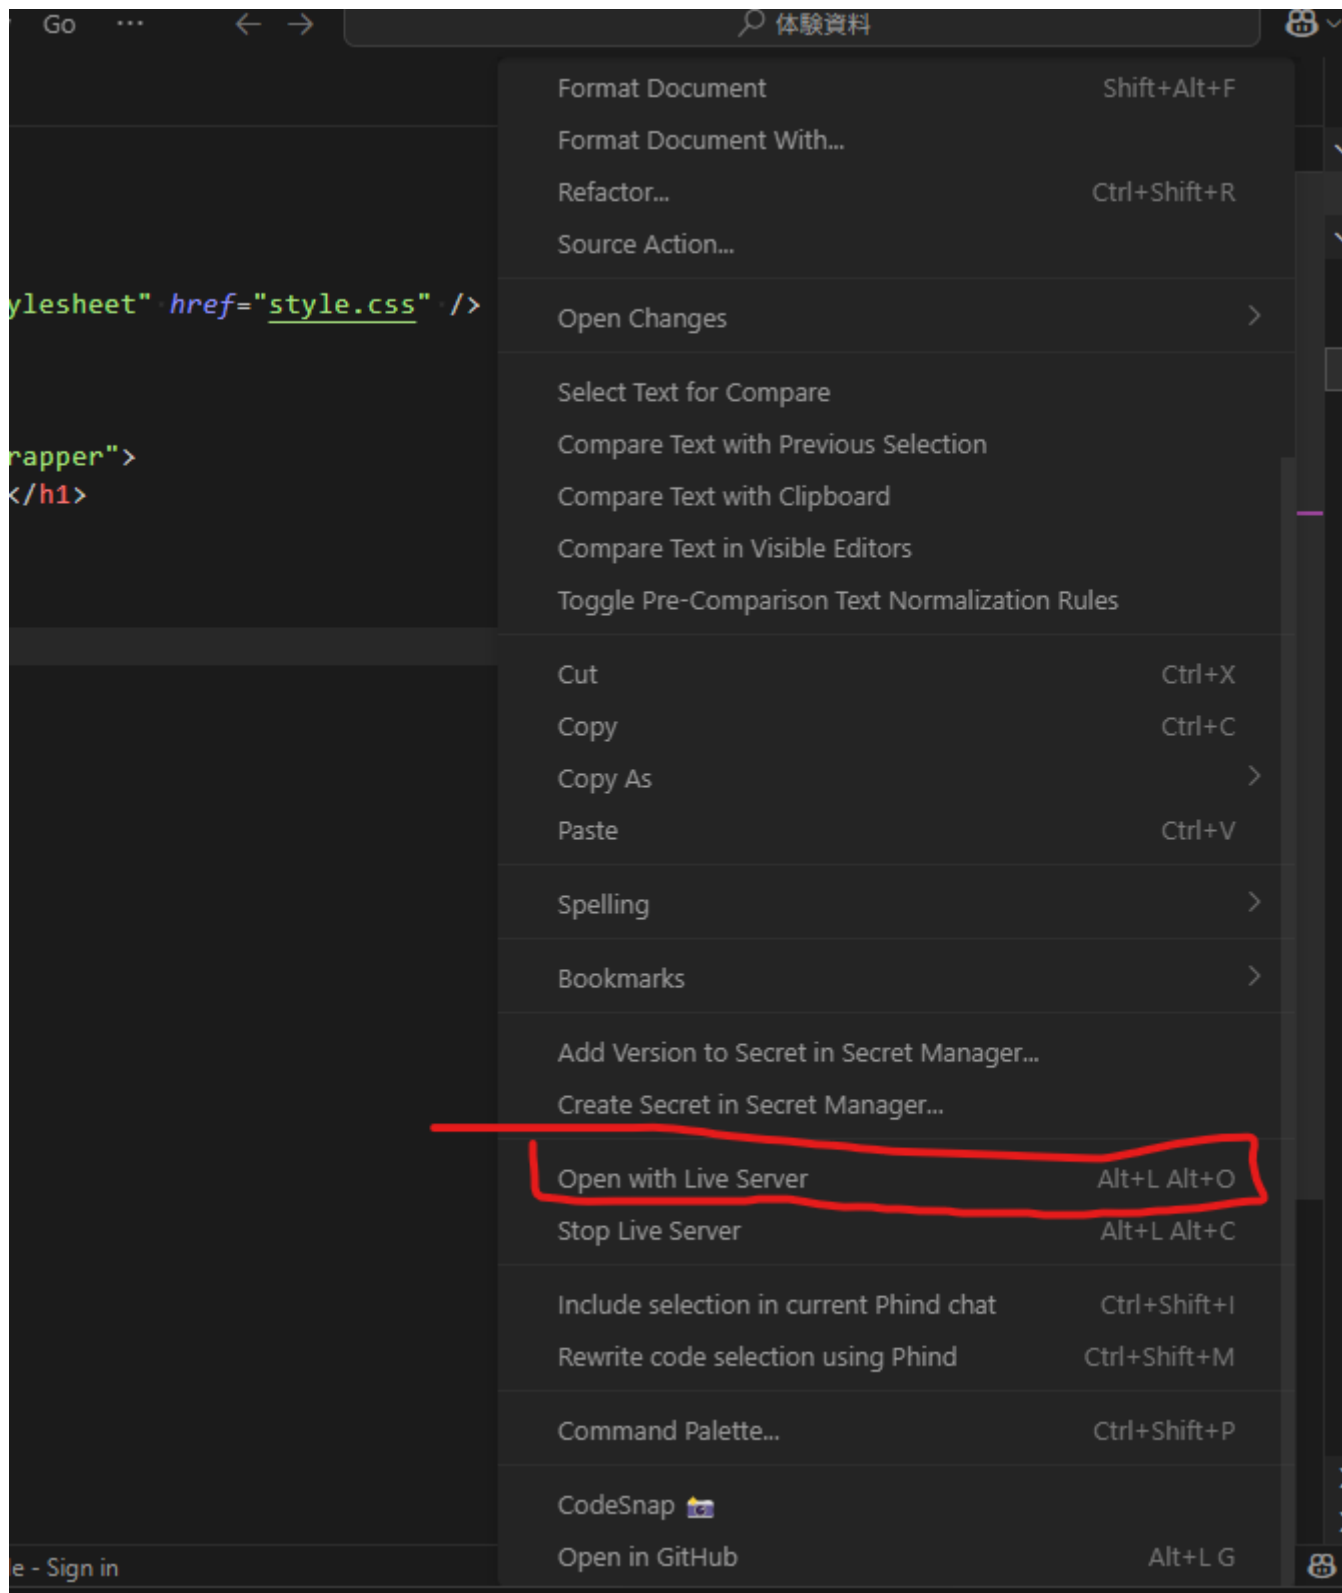 Go ...
体験資料
Format Document Shift+Alt+F
Format Document With...
Refactor... Ctrl+Shift+R
Source Action...
ylesheet" href="style.css" />
Open Changes
Select Text for Compare
Compare Text with Previous Selection
rapper">
</h1>
Compare Text with Clipboard
Compare Text in Visible Editors
Toggle Pre-Comparison Text Normalization Rules
Cut Ctrl+X
Copy Ctrl+C
Copy As
Paste Ctrl+V
Spelling
Bookmarks
Add Version to Secret in Secret Manager...
Create Secret in Secret Manager...
Open with Live Server Alt+L Alt+O
Stop Live Server Alt+L Alt+C
Include selection in current Phind chat Ctrl+Shift+I
Rewrite code selection using Phind Ctrl+Shift+M
Command Palette... Ctrl+Shift+P
CodeSnap 📸
Open in GitHub Alt+L G
e - Sign in